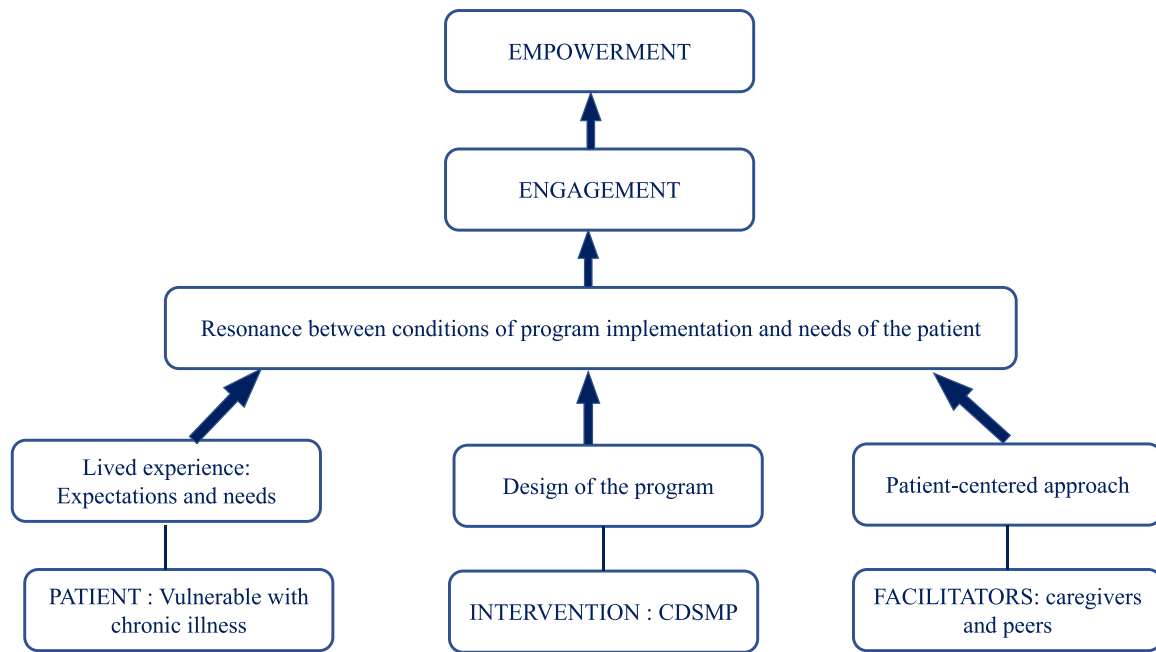 EMPOWERMENT
ENGAGEMENT
Resonance between conditions of program implementation and needs of the patient
Lived experience:
Expectations and needs
Design of the program
Patient-centered approach
PATIENT : Vulnerable with
chronic illness
INTERVENTION : CDSMP
FACILITATORS: caregivers
and peers